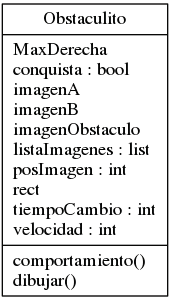 Obstaculito
MaxDerecha
conquista : bool
imagenA
imagenB
imagenObstaculo
listaImagenes : list
posImagen : int
rect
tiempoCambio : int
velocidad : int
comportamiento()
dibujar()